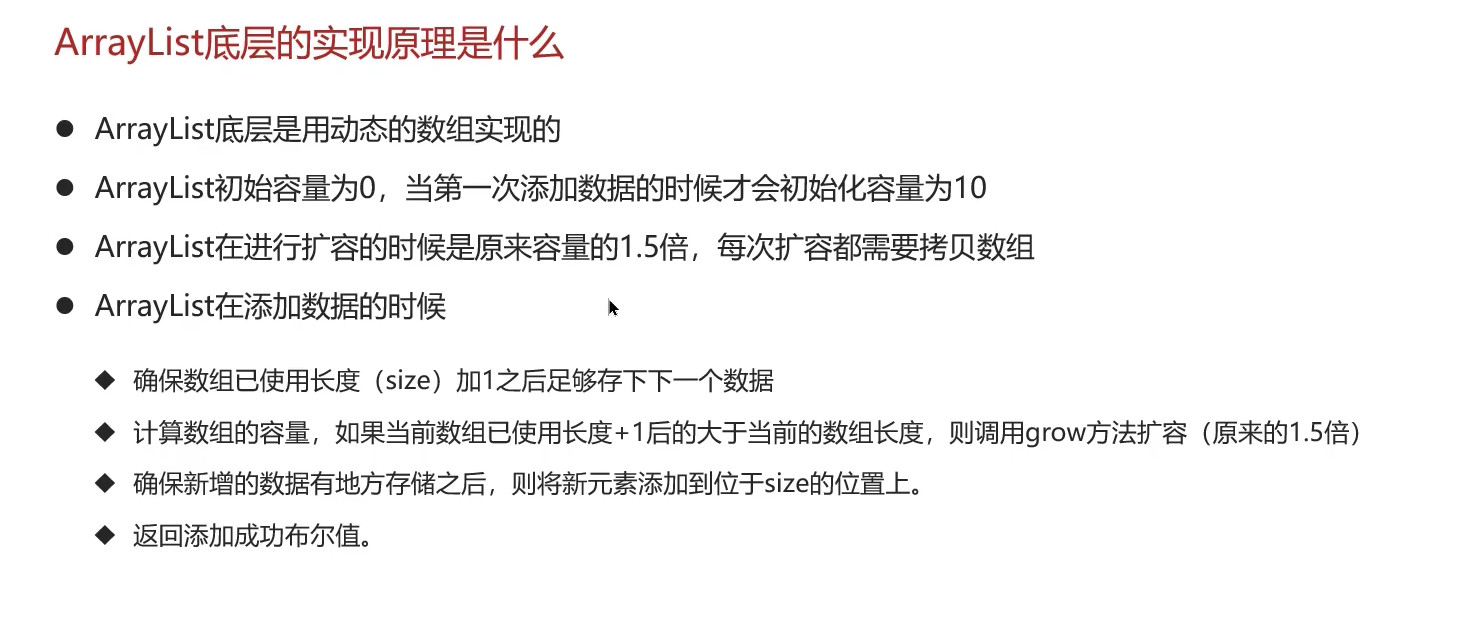 ArrayList底层的实现原理是什么
● ArrayList底层是用动态的数组实现的
● ArrayList初始容量为0，当第一次添加数据的时候才会初始化容量为10
● ArrayList在进行扩容的时候是原来容量的1.5倍，每次扩容都需要拷贝数组
● ArrayList在添加数据的时候
◆ 确保数组已使用长度（size）加1之后足够存下下一个数据
◆ 计算数组的容量，如果当前数组已使用长度+1后的大于当前的数组长度，则调用grow方法扩容（原来的1.5倍）
◆ 确保新增的数据有地方存储之后，则将新元素添加到位于size的位置上。
◆ 返回添加成功布尔值。